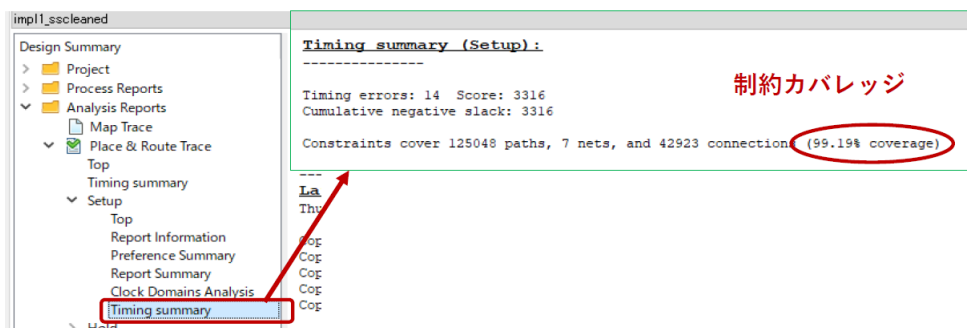 impl1_sscleaned
Design Summary
Project
Process Reports
Analysis Reports
Map Trace
Place & Route Trace
Top
Timing summary
Setup
Top
Report Information
Preference Summary
Report Summary
Clock Domains Analysis
Timing summary
Hold
Timing summary (Setup):
---------------
Timing errors: 14  Score: 3316
Cumulative negative slack: 3316
Constraints cover 125048 paths, 7 nets, and 42923 connections (99.19% coverage)
制約カバレッジ
---
La
Thu
Cop
Cop
Cop
Cop
Cop